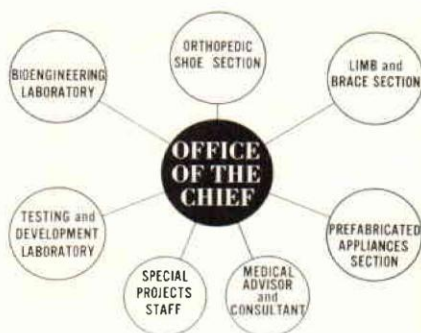 ORTHOPEDIC
SHOE SECTION
LIMB and
BRACE SECTION
BIOENGINEERING
LABORATORY
OFFICE
OF THE
CHIEF
TESTING and
DEVELOPMENT
LABORATORY
PREFABRICATED
APPLIANCES
SECTION
SPECIAL
PROJECTS
STAFF
MEDICAL
ADVISOR
and
CONSULTANT